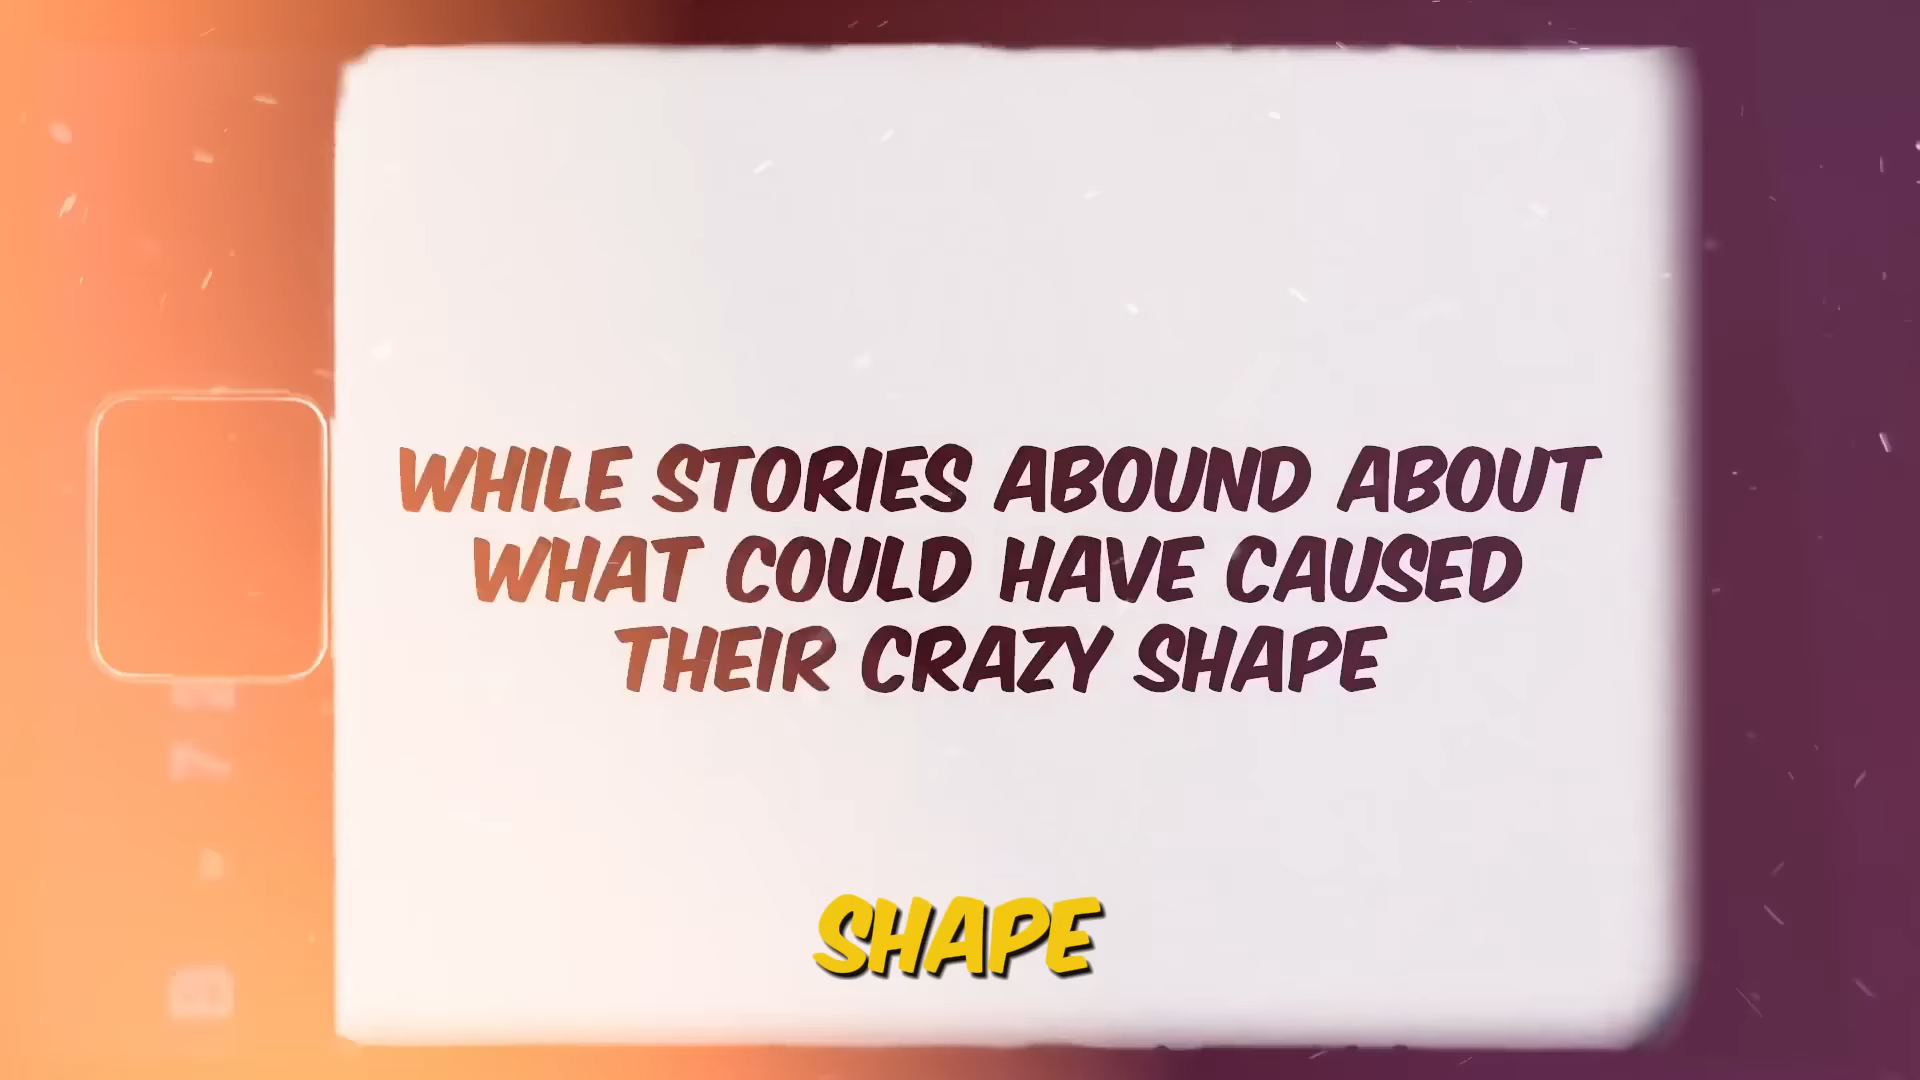 WHILE STORIES ABOUND ABOUT
WHAT COULD HAVE CAUSED
THEIR CRAZY SHAPE
SHAPE